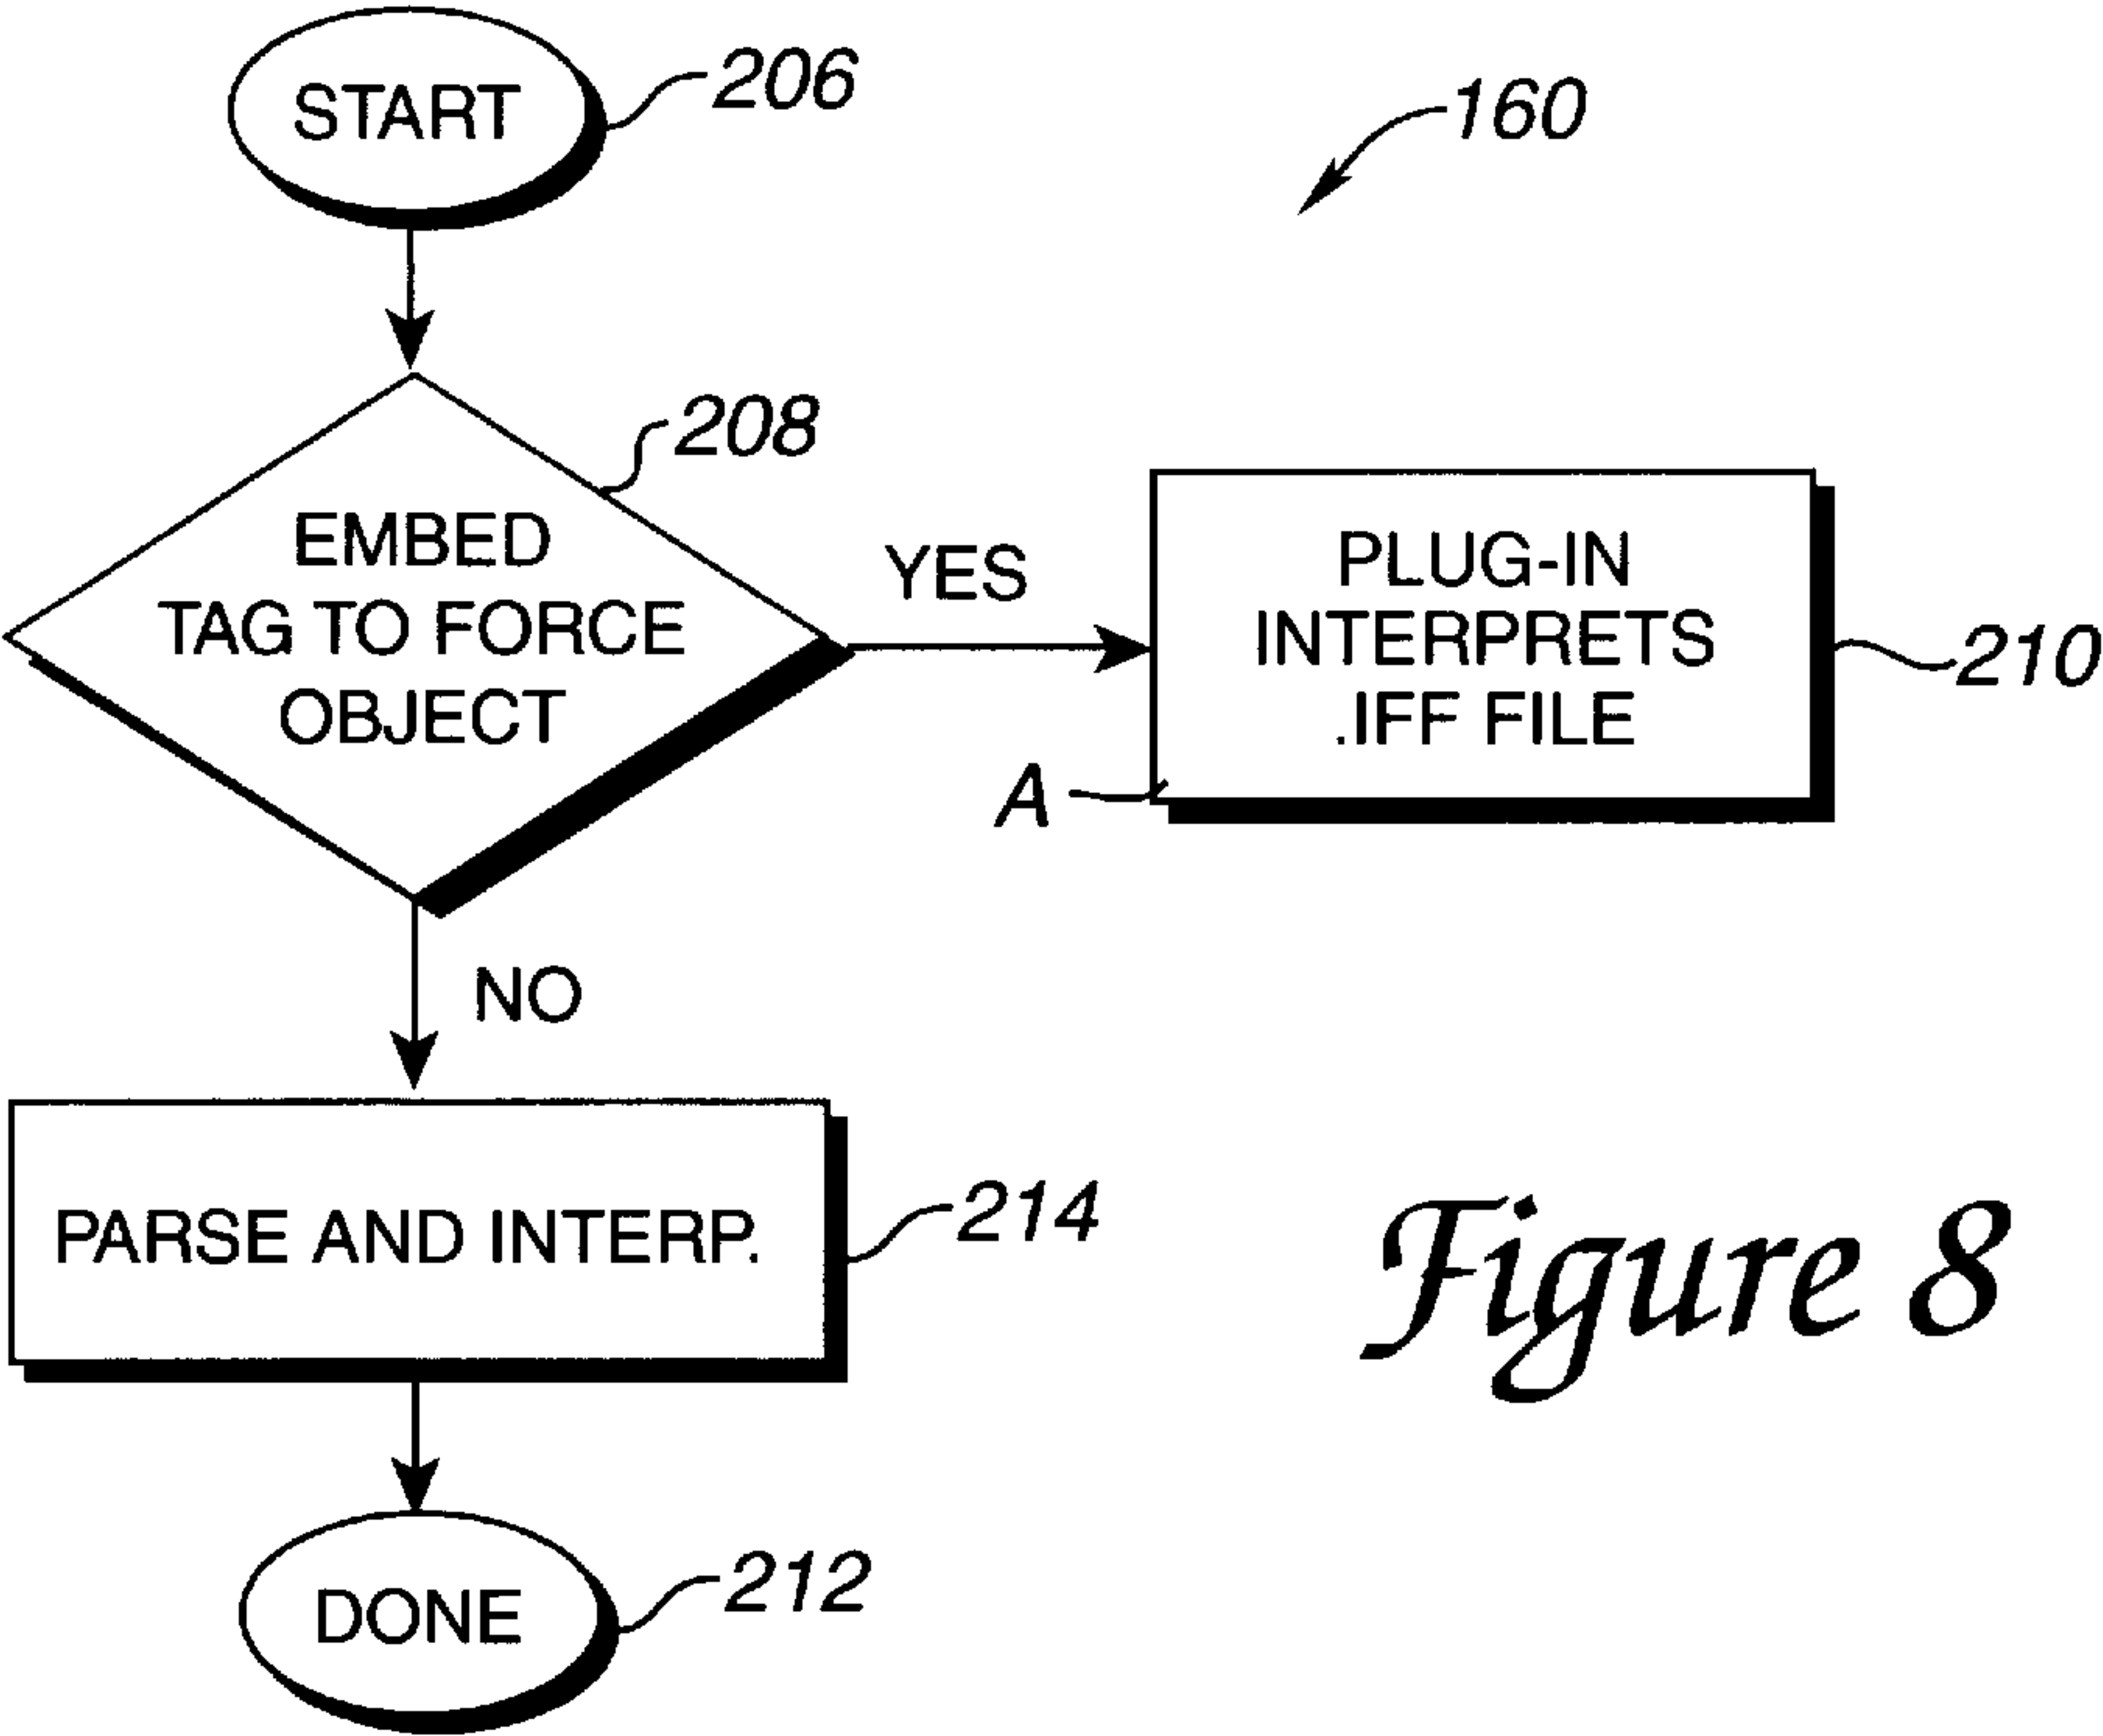 START
206
160
208
EMBED
TAG TO FORCE
OBJECT
YES
PLUG-IN
INTERPRETS
.IFF FILE
210
A
NO
PARSE AND INTERP.
214
Figure 8
DONE
212